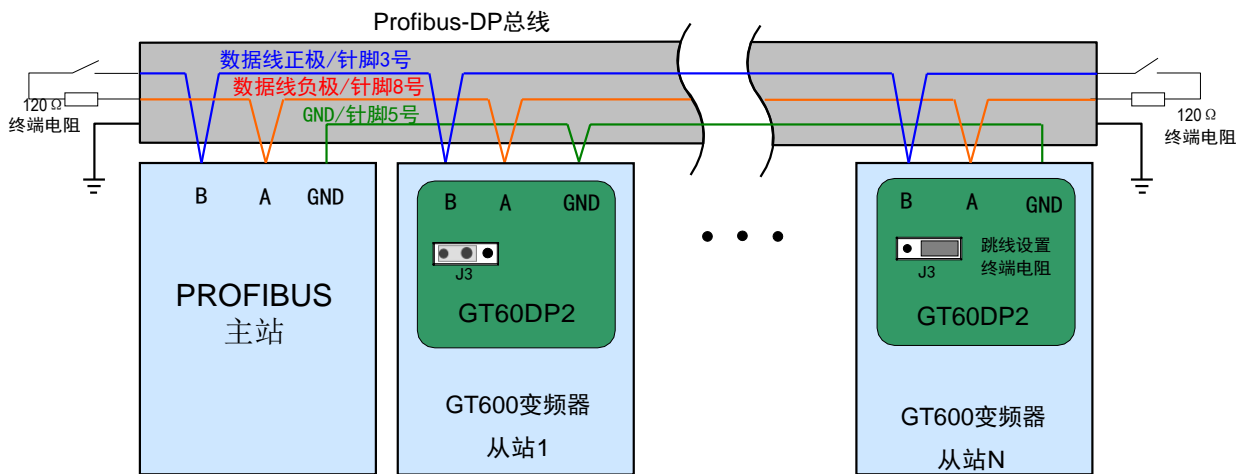 Profibus-DP总线
数据线正极/针脚3号
数据线负极/针脚8号
GND/针脚5号
120Ω
终端电阻
120Ω
终端电阻
B A GND
PROFIBUS
主站
B A GND
J3
GT60DP2
GT600变频器
从站1
B A GND
跳线设置
终端电阻
J3
GT60DP2
GT600变频器
从站N